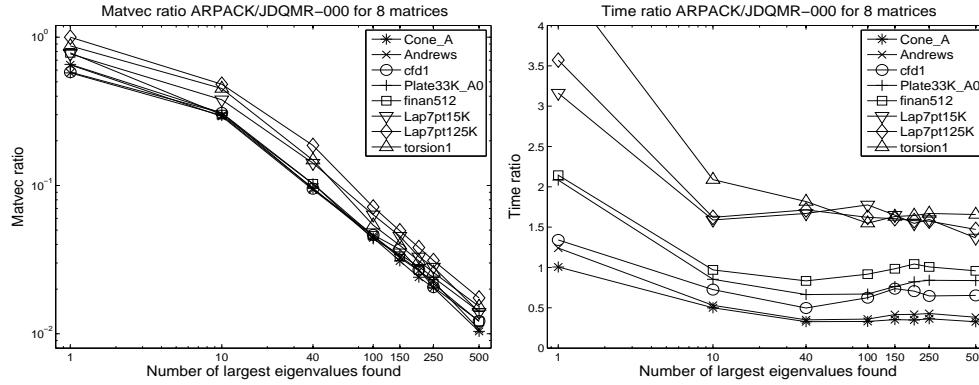 Matvec ratio ARPACK/JDQMR−000 for 8 matrices
Matvec ratio
10^0
10^−1
10^−2
1 10 40 100 150 250 500
Number of largest eigenvalues found
Cone_A
Andrews
cfd1
Plate33K_A0
finan512
Lap7pt15K
Lap7pt125K
torsion1
Time ratio ARPACK/JDQMR−000 for 8 matrices
Time ratio
4
3.5
3
2.5
2
1.5
1
0.5
0
1 10 40 100 150 250 500
Number of largest eigenvalues found
Cone_A
Andrews
cfd1
Plate33K_A0
finan512
Lap7pt15K
Lap7pt125K
torsion1